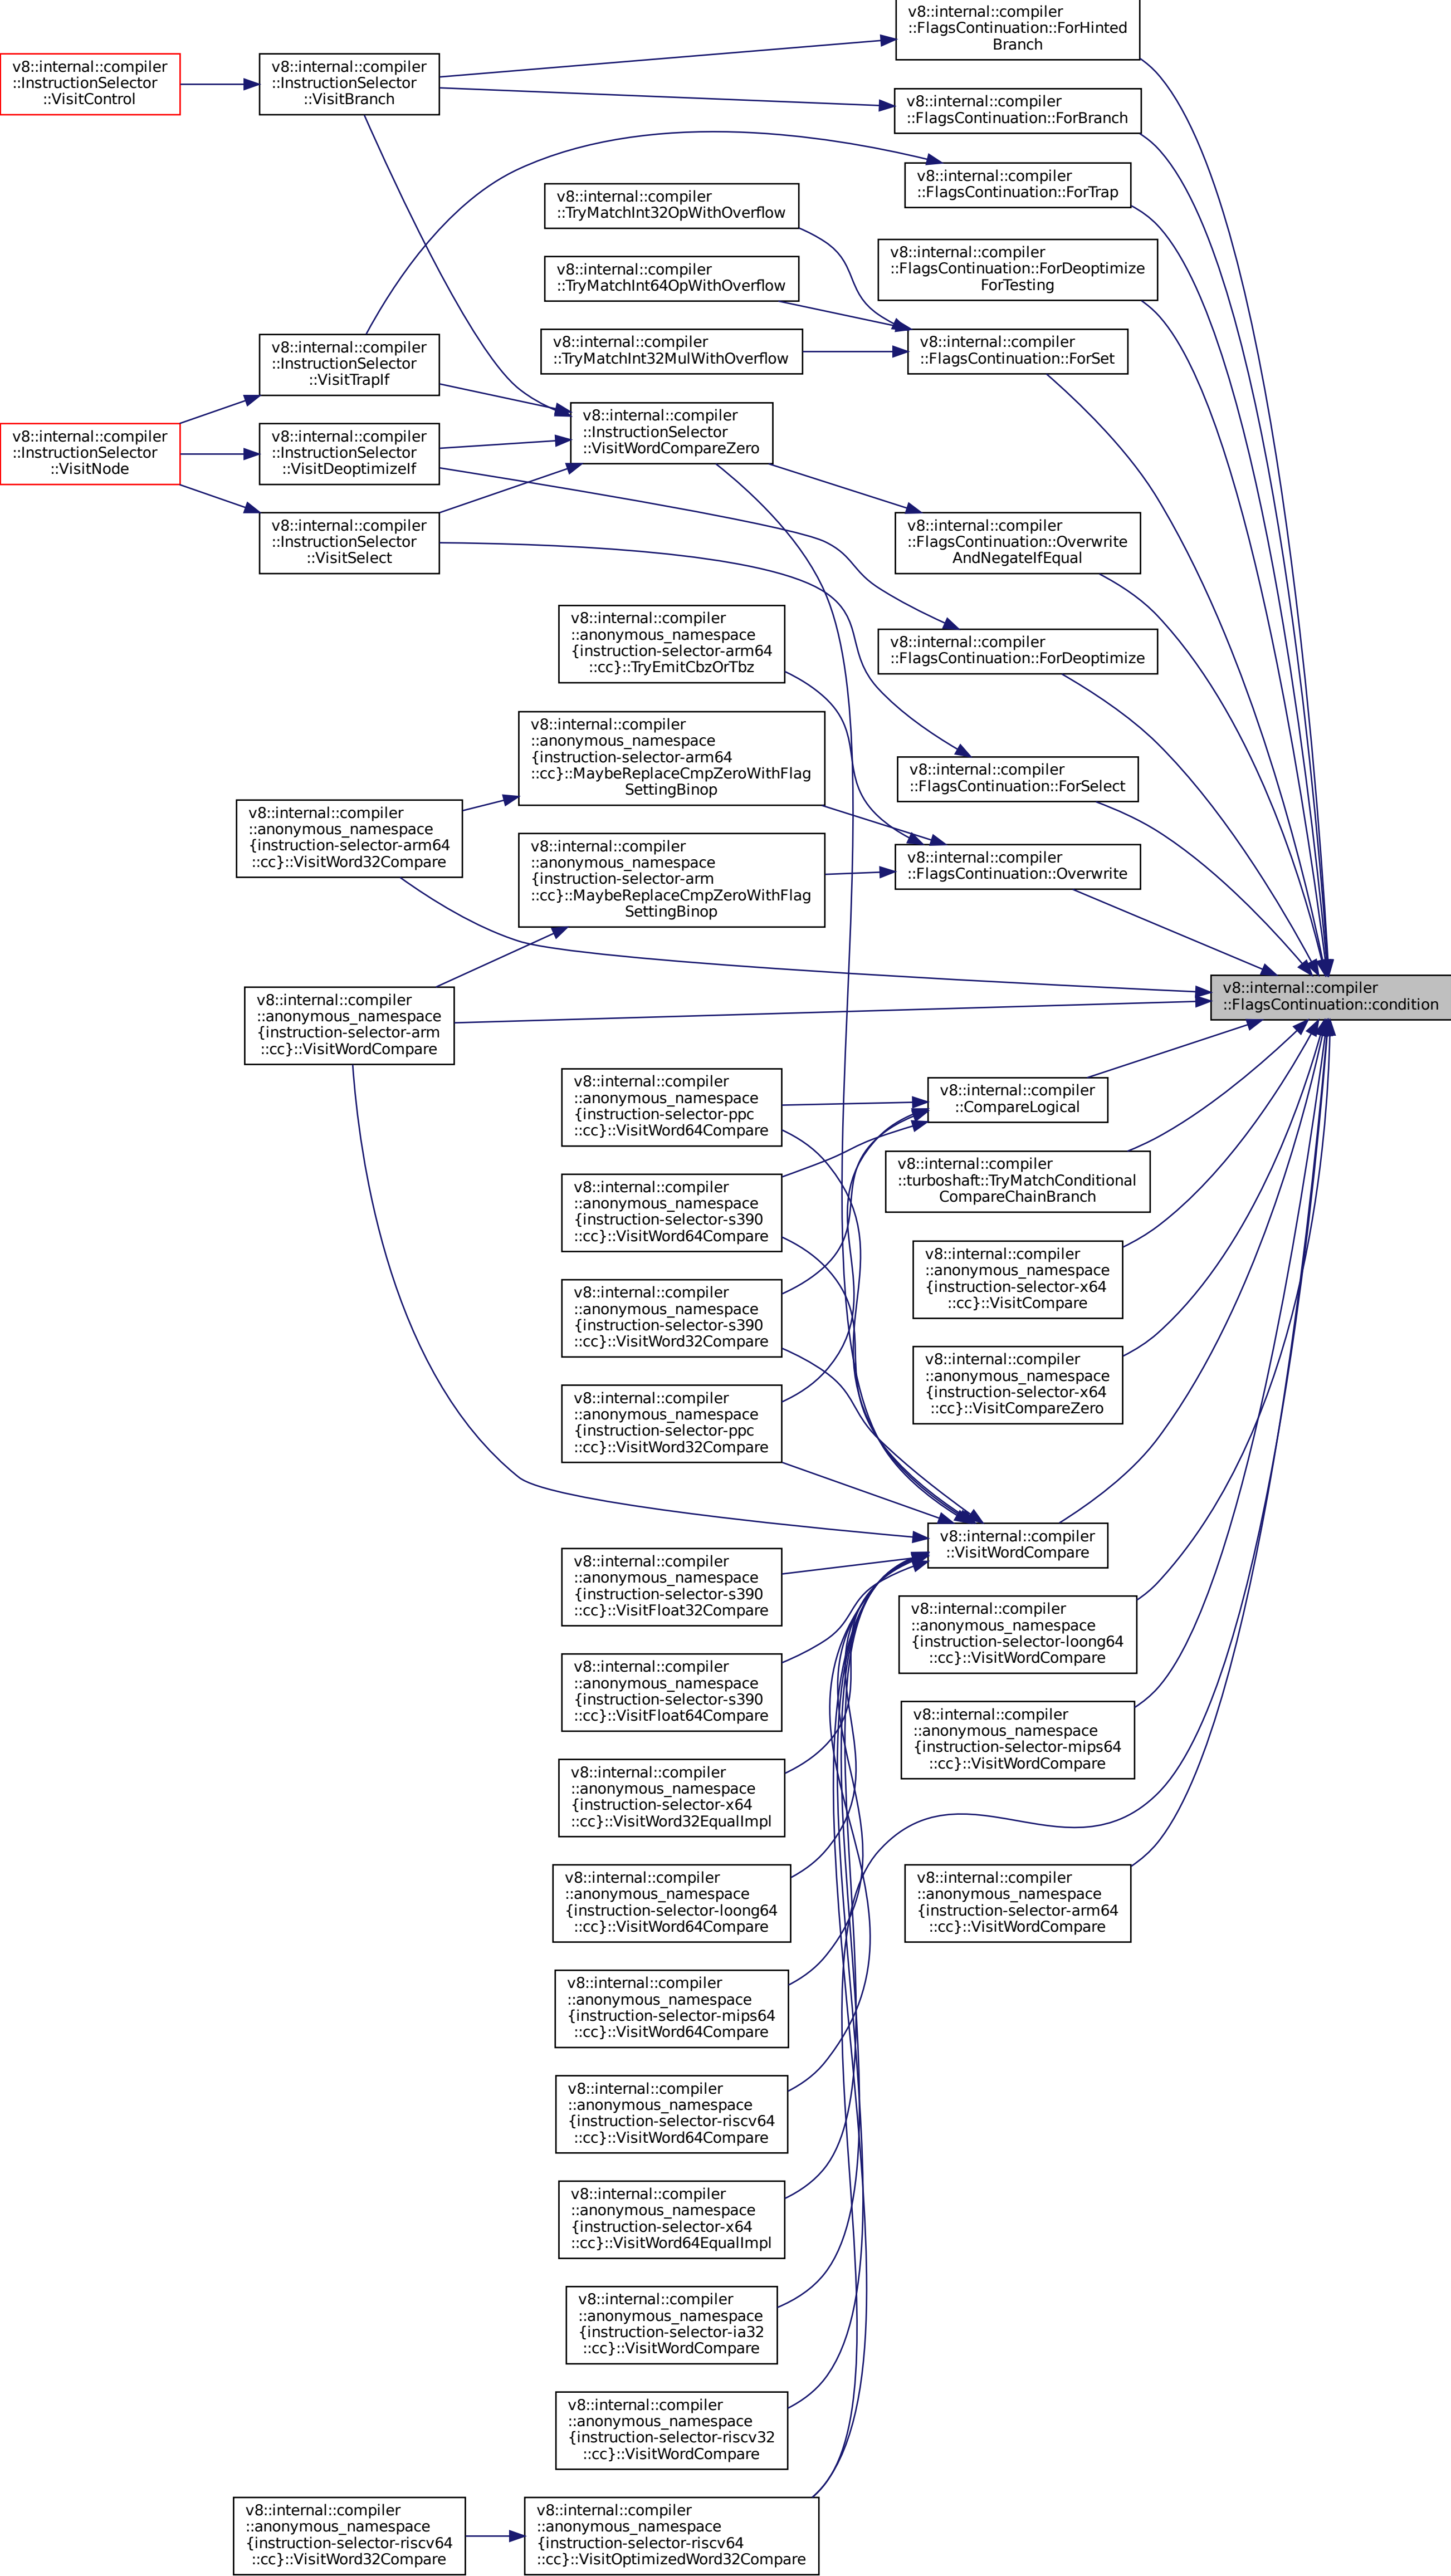 v8::internal::compiler
::FlagsContinuation::ForHinted
Branch
v8::internal::compiler
::InstructionSelector
::VisitControl
v8::internal::compiler
::InstructionSelector
::VisitBranch
v8::internal::compiler
::FlagsContinuation::ForBranch
v8::internal::compiler
::FlagsContinuation::ForTrap
v8::internal::compiler
::TryMatchInt32OpWithOverflow
v8::internal::compiler
::FlagsContinuation::ForDeoptimize
ForTesting
v8::internal::compiler
::TryMatchInt64OpWithOverflow
v8::internal::compiler
::TryMatchInt32MulWithOverflow
v8::internal::compiler
::FlagsContinuation::ForSet
v8::internal::compiler
::InstructionSelector
::VisitTrapIf
v8::internal::compiler
::InstructionSelector
::VisitWordCompareZero
v8::internal::compiler
::InstructionSelector
::VisitNode
v8::internal::compiler
::InstructionSelector
::VisitDeoptimizeIf
v8::internal::compiler
::InstructionSelector
::VisitSelect
v8::internal::compiler
::FlagsContinuation::Overwrite
AndNegateIfEqual
v8::internal::compiler
::anonymous_namespace
{instruction-selector-arm64
::cc}::TryEmitCbzOrTbz
v8::internal::compiler
::FlagsContinuation::ForDeoptimize
v8::internal::compiler
::anonymous_namespace
{instruction-selector-arm64
::cc}::MaybeReplaceCmpZeroWithFlag
SettingBinop
v8::internal::compiler
::FlagsContinuation::ForSelect
v8::internal::compiler
::anonymous_namespace
{instruction-selector-arm64
::cc}::VisitWord32Compare
v8::internal::compiler
::anonymous_namespace
{instruction-selector-arm
::cc}::MaybeReplaceCmpZeroWithFlag
SettingBinop
v8::internal::compiler
::FlagsContinuation::Overwrite
v8::internal::compiler
::FlagsContinuation::condition
v8::internal::compiler
::anonymous_namespace
{instruction-selector-arm
::cc}::VisitWordCompare
v8::internal::compiler
::anonymous_namespace
{instruction-selector-ppc
::cc}::VisitWord64Compare
v8::internal::compiler
::CompareLogical
v8::internal::compiler
::turboshaft::TryMatchConditional
CompareChainBranch
v8::internal::compiler
::anonymous_namespace
{instruction-selector-s390
::cc}::VisitWord64Compare
v8::internal::compiler
::anonymous_namespace
{instruction-selector-x64
::cc}::VisitCompare
v8::internal::compiler
::anonymous_namespace
{instruction-selector-s390
::cc}::VisitWord32Compare
v8::internal::compiler
::anonymous_namespace
{instruction-selector-x64
::cc}::VisitCompareZero
v8::internal::compiler
::anonymous_namespace
{instruction-selector-ppc
::cc}::VisitWord32Compare
v8::internal::compiler
::VisitWordCompare
v8::internal::compiler
::anonymous_namespace
{instruction-selector-s390
::cc}::VisitFloat32Compare
v8::internal::compiler
::anonymous_namespace
{instruction-selector-loong64
::cc}::VisitWordCompare
v8::internal::compiler
::anonymous_namespace
{instruction-selector-s390
::cc}::VisitFloat64Compare
v8::internal::compiler
::anonymous_namespace
{instruction-selector-mips64
::cc}::VisitWordCompare
v8::internal::compiler
::anonymous_namespace
{instruction-selector-x64
::cc}::VisitWord32EqualImpl
v8::internal::compiler
::anonymous_namespace
{instruction-selector-loong64
::cc}::VisitWord64Compare
v8::internal::compiler
::anonymous_namespace
{instruction-selector-arm64
::cc}::VisitWordCompare
v8::internal::compiler
::anonymous_namespace
{instruction-selector-mips64
::cc}::VisitWord64Compare
v8::internal::compiler
::anonymous_namespace
{instruction-selector-riscv64
::cc}::VisitWord64Compare
v8::internal::compiler
::anonymous_namespace
{instruction-selector-x64
::cc}::VisitWord64EqualImpl
v8::internal::compiler
::anonymous_namespace
{instruction-selector-ia32
::cc}::VisitWordCompare
v8::internal::compiler
::anonymous_namespace
{instruction-selector-riscv32
::cc}::VisitWordCompare
v8::internal::compiler
::anonymous_namespace
{instruction-selector-riscv64
::cc}::VisitWord32Compare
v8::internal::compiler
::anonymous_namespace
{instruction-selector-riscv64
::cc}::VisitOptimizedWord32Compare